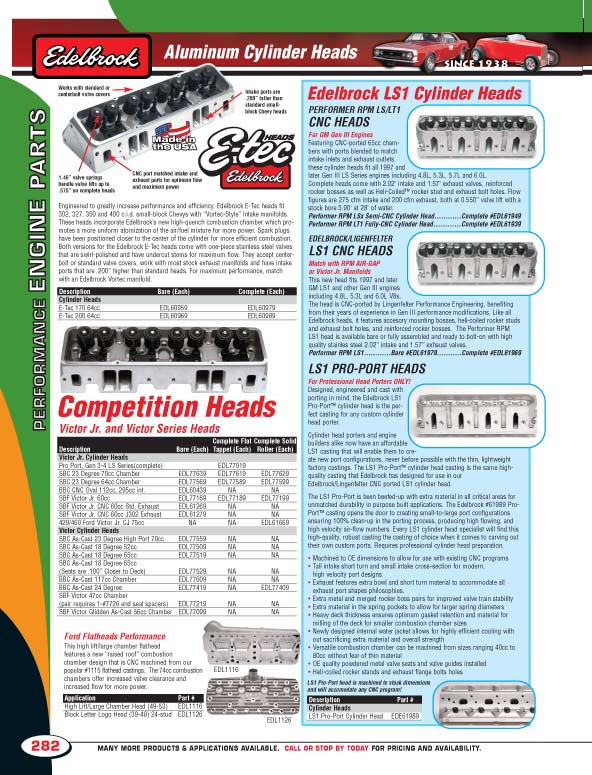 Edelbrock
Aluminum Cylinder Heads
SINCE 1938
PERFORMANCE ENGINE PARTS
Works with standard or
centerbolt valve covers
Intake ports are
.200" taller than
standard small-
block Chevy heads
Made in
the USA
1.46" valve springs
handle valve lifts up to
.575" on complete heads
CNC port matched intake and
exhaust ports for optimum flow
and maximum power
E-tec
HEADS
Edelbrock
Engineered to greatly increase performance and efficiency, Edelbrock E-Tec heads fit
302, 327, 350 and 400 c.i.d. small-block Chevys with "Vortec-Style" intake manifolds.
These heads incorporate Edelbrock's new high-quench combustion chamber which pro-
motes a more uniform atomization of the air/fuel mixture for more power. Spark plugs
have been positioned closer to the center of the cylinder for more efficient combustion.
Both versions for the Edelbrock E-Tec heads come with one-piece stainless steel valves
that are swirl-polished and have undercut stems for maximum flow. They accept center-
bolt or standard valve covers, work with most stock exhaust manifolds and have intake
ports that are .200" higher than standard heads. For maximum performance, match
with an Edelbrock Vortec manifold.
Description Bare (Each) Complete (Each)
Cylinder Heads
E-Tec 170 64cc EDL60959 EDL60979
E-Tec 200 64cc EDL60969 EDL60989
Competition Heads
Victor Jr. and Victor Series Heads
Complete Flat Complete Solid
Description Bare (Each) Tappet (Each) Roller (Each)
Victor Jr. Cylinder Heads
Pro Port, Gen 3-4 LS Series(complete) EDL77019
SBC 23 Degree 70cc Chamber EDL77639 EDL77619 EDL77629
SBC 23 Degree 64cc Chamber EDL77569 EDL77589 EDL77599
BBC CNC Oval 112cc, 295cc int. EDL60439 NA NA
SBF Victor Jr. 60cc EDL77169 EDL77189 EDL77199
SBF Victor Jr, CNC 60cc Std. Exhaust EDL61269 NA NA
SBF Victor Jr. CNC 60cc J302 Exhaust EDL61279 NA NA
429/460 Ford Victor Jr. CJ 75cc NA NA EDL61669
Victor Cylinder Heads
SBC As-Cast 23 Degree High Port 70cc EDL77559 NA NA
SBC As-Cast 18 Degree 52cc EDL77509 NA NA
SBC As-Cast 18 Degree 65cc EDL77519 NA NA
SBC As-Cast 18 Degree 65cc
(Seats are .100" Closer to Deck) EDL77529 NA NA
BBC As-Cast 117cc Chamber EDL77609 NA NA
BBC As-Cast 24 Degree EDL77419 NA EDL77409
SBF Victor 47cc Chamber
(pair requires 1-#7726 end seal spacers) EDL77219 NA NA
SBF Victor Glidden As-Cast 56cc Chamber EDL77099 NA NA
Ford Flatheads Performance
This high lift/large chamber flathead
features a new "raised roof" combustion
chamber design that is CNC machined from our
popular #1115 flathead castings. The 74cc combustion
chambers offer increased valve clearance and
increased flow for more power.
Application Part #
High Lift/Large Chamber Head (49-53) EDL1116
Block Letter Logo Head (39-48) 24-stud EDL1126
EDL1116
EDL1126
Edelbrock LS1 Cylinder Heads
PERFORMER RPM LS/LT1
CNC HEADS
For GM Gen III Engines
Featuring CNC-ported 65cc cham-
bers with ports blended to match
intake inlets and exhaust outlets,
these cylinder heads fit all 1997 and
later Gen III LS Series engines including 4.8L, 5.3L, 5.7L and 6.0L.
Complete heads come with 2.02" intake and 1.57" exhaust valves, reinforced
rocker bosses as well as Heli-Coiled™ rocker stud and exhaust bolt holes. Flow
figures are 275 cfm intake and 200 cfm exhaust, both at 0.550" valve lift with a
stock bore 3.90" at 28" of water.
Performer RPM LSx Semi-CNC Cylinder Head............Complete #EDL61949
Performer RPM LT1 Fully-CNC Cylinder Head............Complete #EDL61939
EDELBROCK/LIGENFELTER
LS1 CNC HEADS
Match with RPM AIR-GAP
or Victor Jr. Manifolds
This new head fits 1997 and later
GM LS1 and other Gen III engines
including 4.8L, 5.3L and 6.0L V8s.
The head is CNC-ported by Lingenfelter Performance Engineering, benefiting
from their years of experience in Gen III performance modifications. Like all
Edelbrock heads, it features accesory mounting bosses, heli-coiled rocker studs
and exhaust bolt holes, and reinforced rocker bosses. The Performer RPM
LS1 head is available bare or fully assembled and ready to bolt-on with high
quality stainles steel 2.02" intake and 1.57" exhaust valves.
Performer RPM LS1............Bare #EDL61979............Complete #EDL61969
LS1 PRO-PORT HEADS
For Professional Head Porters ONLY!
Designed, engineered and cast with
porting in mind, the Edelbrock LS1
Pro-Port™ cylinder head is the per-
fect casting for any custom cylinder
head porter.
Cylinder head porters and engine
builders alike now have an affordable
LS1 casting that will enable them to cre-
ate new port configurations, never before possible with the thin, lightweight
factory castings. The LS1 Pro-Port™ cylinder head casting is the same high-
quality casting that Edelbrock has designed for use in our
Edelbrock/Lingenfelter CNC ported LS1 cylinder head.
The LS1 Pro-Port is been beefed-up with extra material in all critical areas for
unmatched durability in purpose built applications. The Edelbrock #61989 Pro-
Port™ casting opens the door to creating small-to-large port configurations
ensuring 100% clean-up in the porting process, producing high flowing, and
high velocity air-flow numbers. Every LS1 cylinder head specialist will find this
high-quality, robust casting the casting of choice when it comes to carving out
their own custom ports. Requires professional cylinder head preparation.
• Machined to OE dimensions to allow for use with existing CNC programs
• Tall intake short turn and small intake cross-section for modern,
high velocity port designs
• Exhaust features extra bowl and short turn material to accommodate all
exhaust port shapes philosophies.
• Extra metal and merged rocker boss pairs for improved valve train stability
• Extra material in the spring pockets to allow for larger spring diameters
• Heavy deck thickness ensures optimum gasket retention and material for
milling of the deck for smaller combustion chamber sizes
• Newly designed internal water jacket allows for highly efficient cooling with
out sacrificing extra material and overall strength
• Versatile combustion chamber can be machined from sizes ranging 40cc to
90cc without fear of thin material
• OE quality powdered metal valve seats and valve guides installed
• Heli-coiled rocker stands and exhaust flange bolts holes
LS1 Pro-Port head is machined to stock dimensions
and will accomodate any CNC program!
Description Part #
Cylinder Heads
LS1 Pro-Port Cylinder Head EDE61989
282
MANY MORE PRODUCTS & APPLICATIONS AVAILABLE. CALL OR STOP BY TODAY FOR PRICING AND AVAILABILITY.